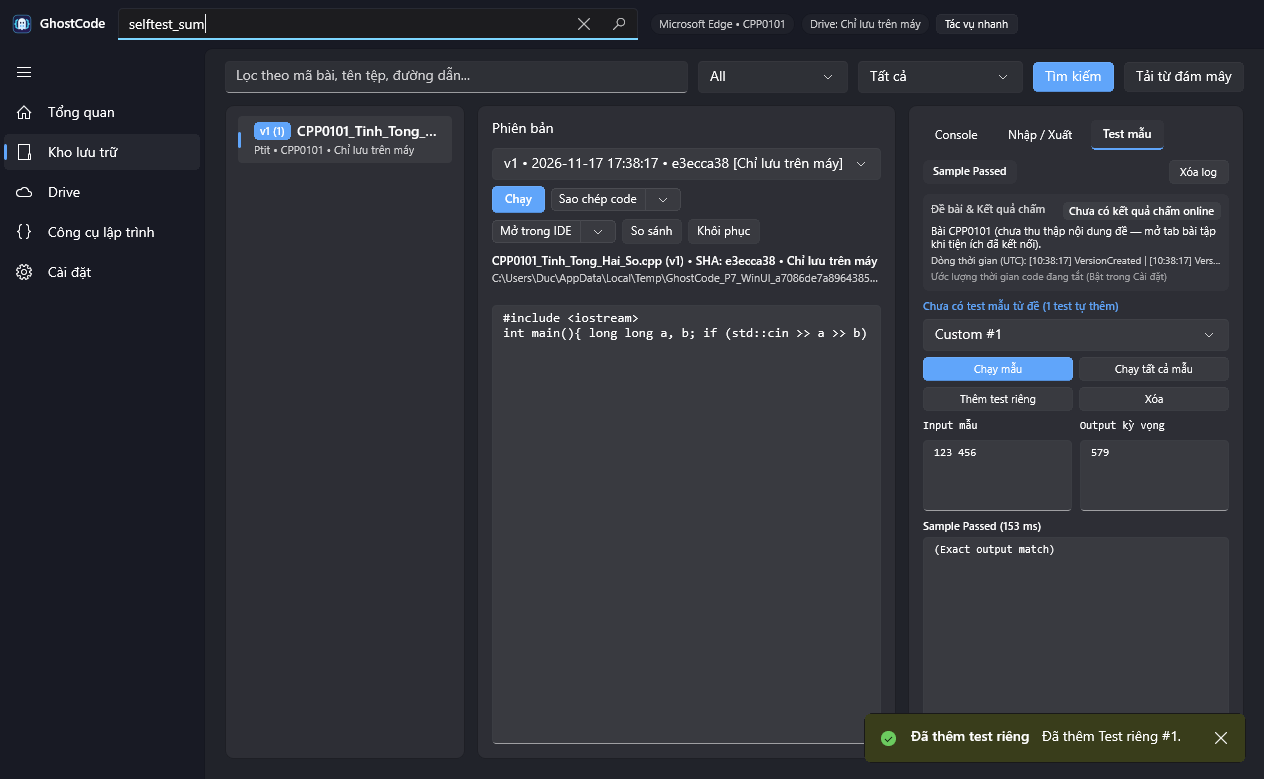 GhostCode
selftest_sum
Microsoft Edge • CPP0101
Drive: Chỉ lưu trên máy
Tác vụ nhanh
Tổng quan
Kho lưu trữ
Drive
Công cụ lập trình
Cài đặt
Lọc theo mã bài, tên tệp, đường dẫn...
All
Tất cả
Tìm kiếm
Tải từ đám mây
v1 (1) CPP0101_Tinh_Tong_...
Ptit • CPP0101 • Chỉ lưu trên máy
Phiên bản
v1 • 2026-11-17 17:38:17 • e3ecca38 [Chỉ lưu trên máy]
Chạy
Sao chép code
Mở trong IDE
So sánh
Khôi phục
CPP0101_Tinh_Tong_Hai_So.cpp (v1) • SHA: e3ecca38 • Chỉ lưu trên máy
C:\Users\Duc\AppData\Local\Temp\GhostCode_P7_WinUI_a7086de7a8964385...
#include <iostream>
int main(){ long long a, b; if (std::cin >> a >> b)
Console
Nhập / Xuất
Test mẫu
Sample Passed
Xóa log
Đề bài & Kết quả chấm
Chưa có kết quả chấm online
Bài CPP0101 (chưa thu thập nội dung đề — mở tab bài tập
khi tiện ích đã kết nối).
Dòng thời gian (UTC): [10:38:17] VersionCreated | [10:38:17] Vers...
Ước lượng thời gian code đang tắt (Bật trong Cài đặt)
Chưa có test mẫu từ đề (1 test tự thêm)
Custom #1
Chạy mẫu
Chạy tất cả mẫu
Thêm test riêng
Xóa
Input mẫu
Output kỳ vọng
123 456
579
Sample Passed (153 ms)
(Exact output match)
Đã thêm test riêng Đã thêm Test riêng #1.